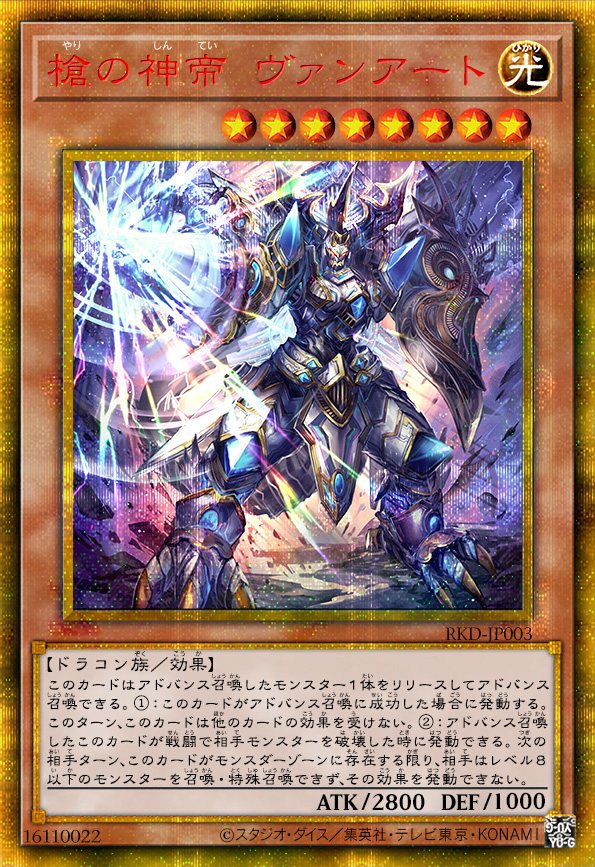 やり しん てい
槍の神帝 ヴァンアート
ひかり
光
RKD-JP003
【ドラコン族／効果】
このカードはアドバンス召喚したモンスター１体をリリースしてアドバンス
召喚できる。①：このカードがアドバンス召喚に成功した場合に発動する。
このターン、このカードは他のカードの効果を受けない。②：アドバンス召喚
したこのカードが戦闘で相手モンスターを破壊した時に発動できる。次の
相手ターン、このカードがモンスダーゾーンに存在する限り、相手はレベル８
以下のモンスターを召喚・特殊召喚できず、その効果を発動できない。
ATK/2800 DEF/1000
16110022 ©スタジオ・ダイス／集英社・テレビ東京・KONAMI